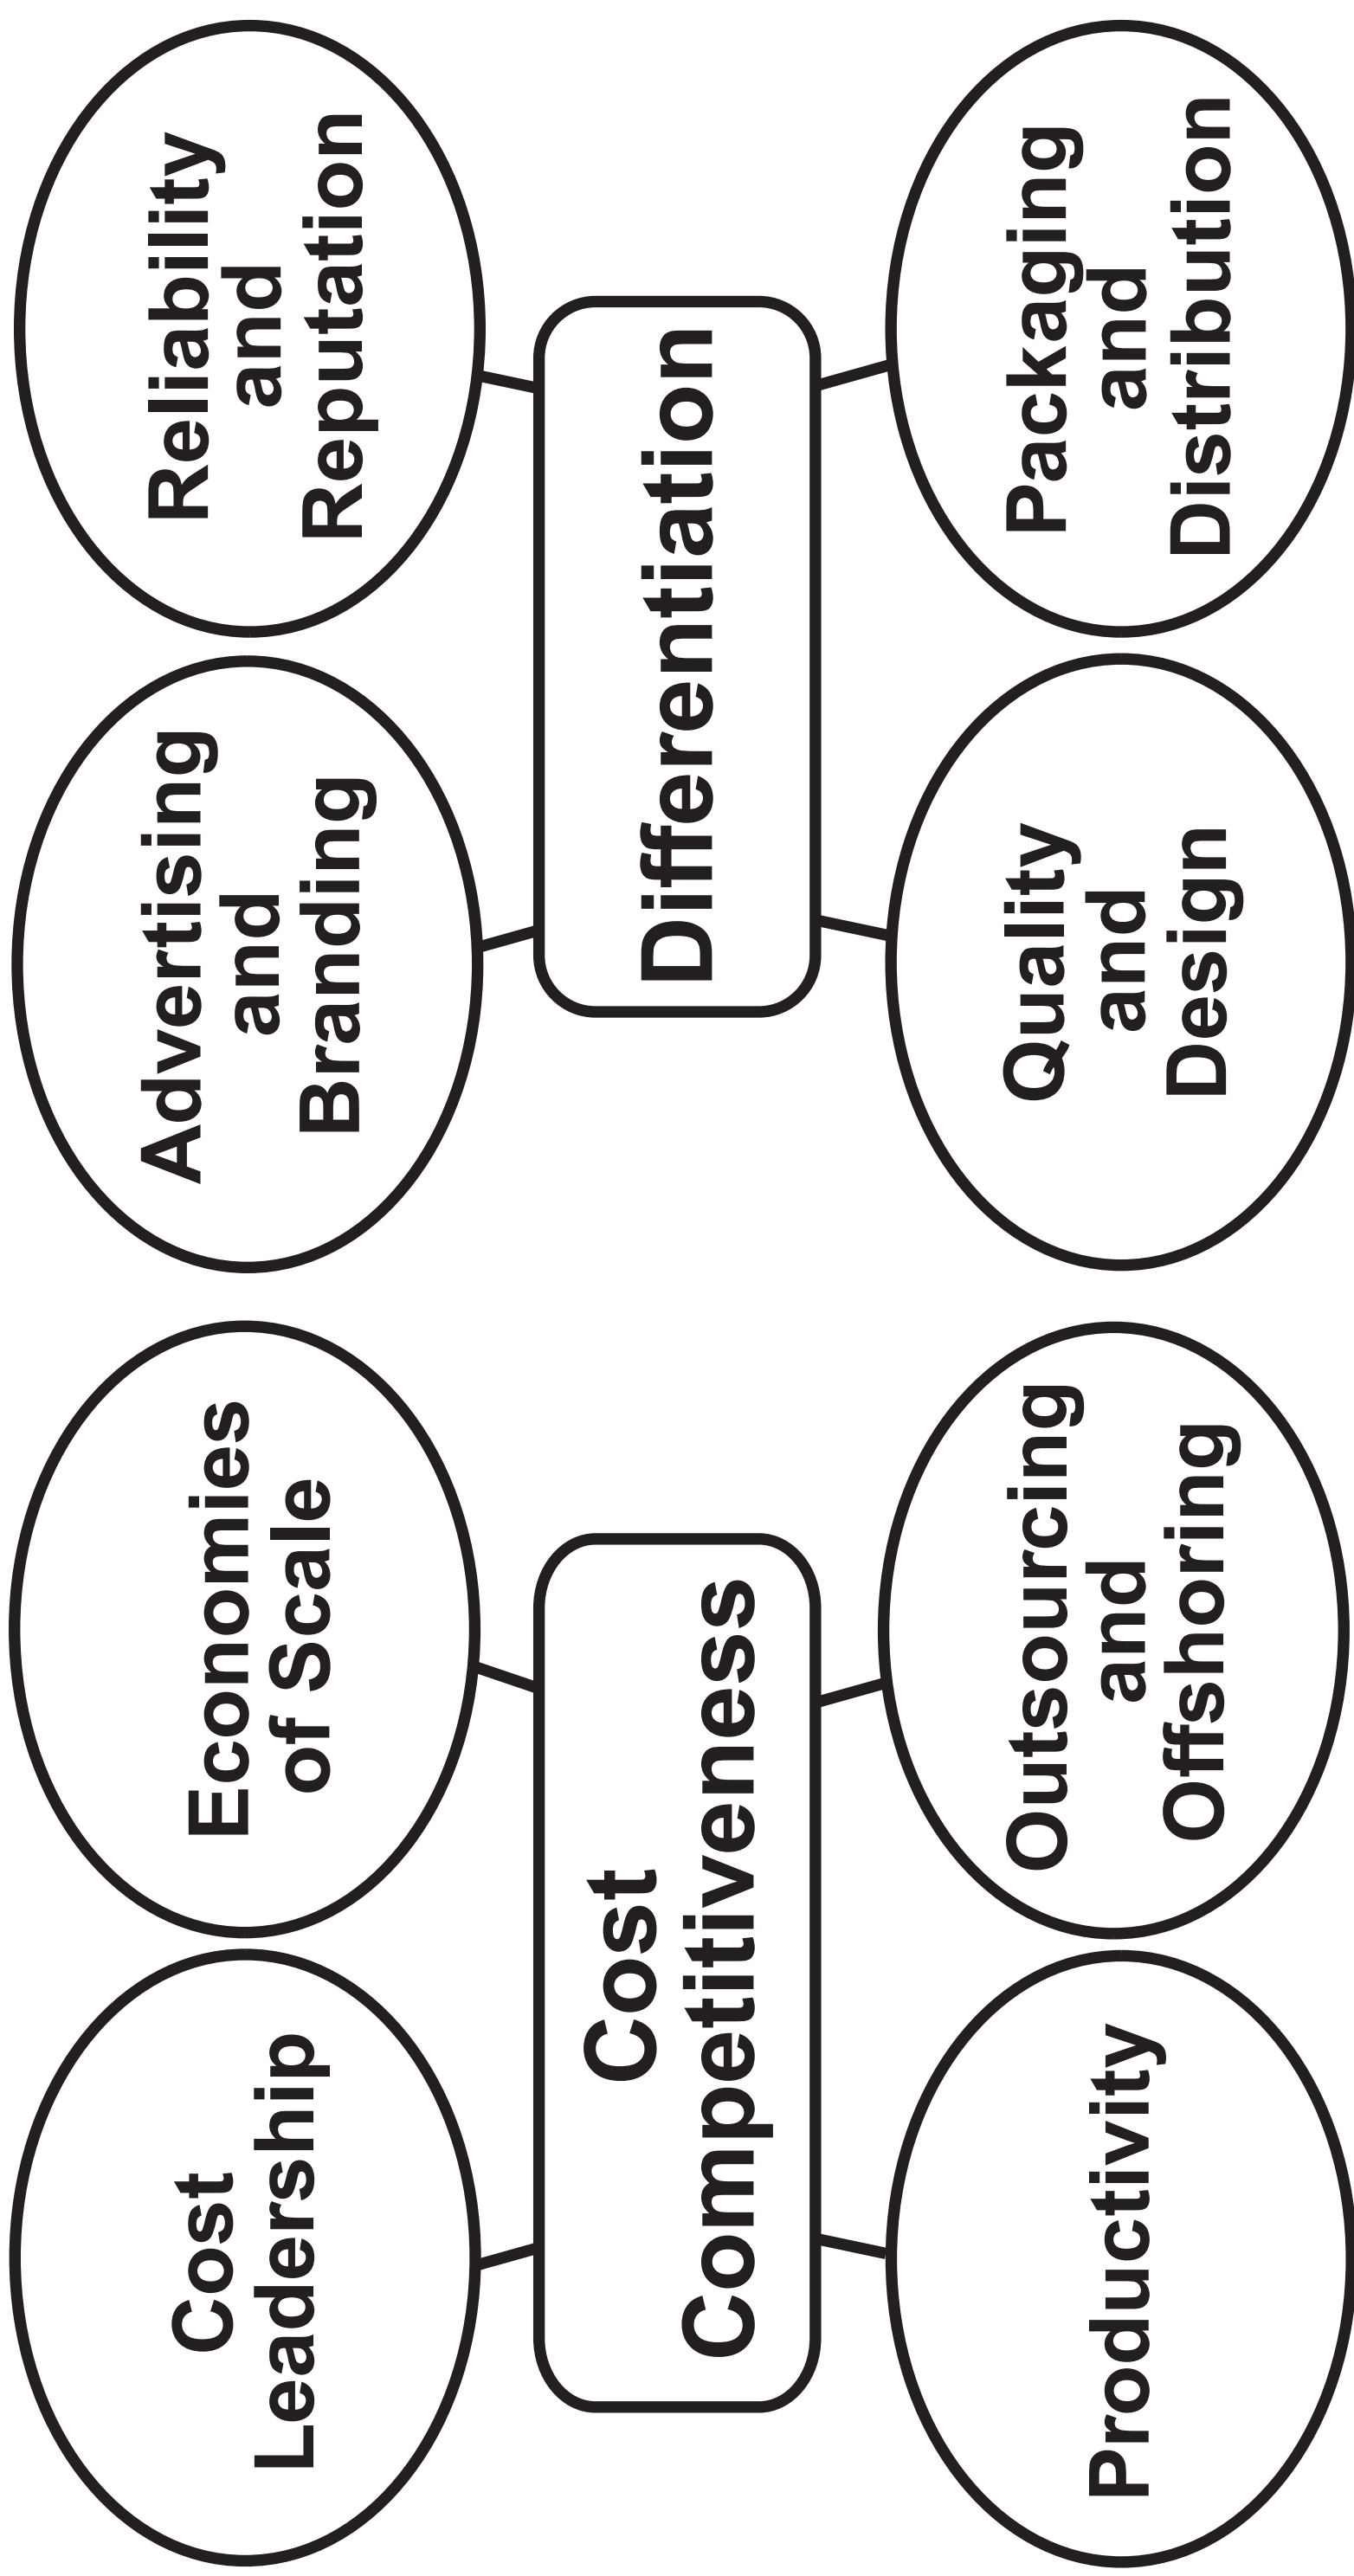 Cost
Leadership
Economies
of Scale
Cost
Competitiveness
Productivity
Outsourcing
and
Offshoring
Advertising
and
Branding
Reliability
and
Reputation
Differentiation
Quality
and
Design
Packaging
and
Distribution